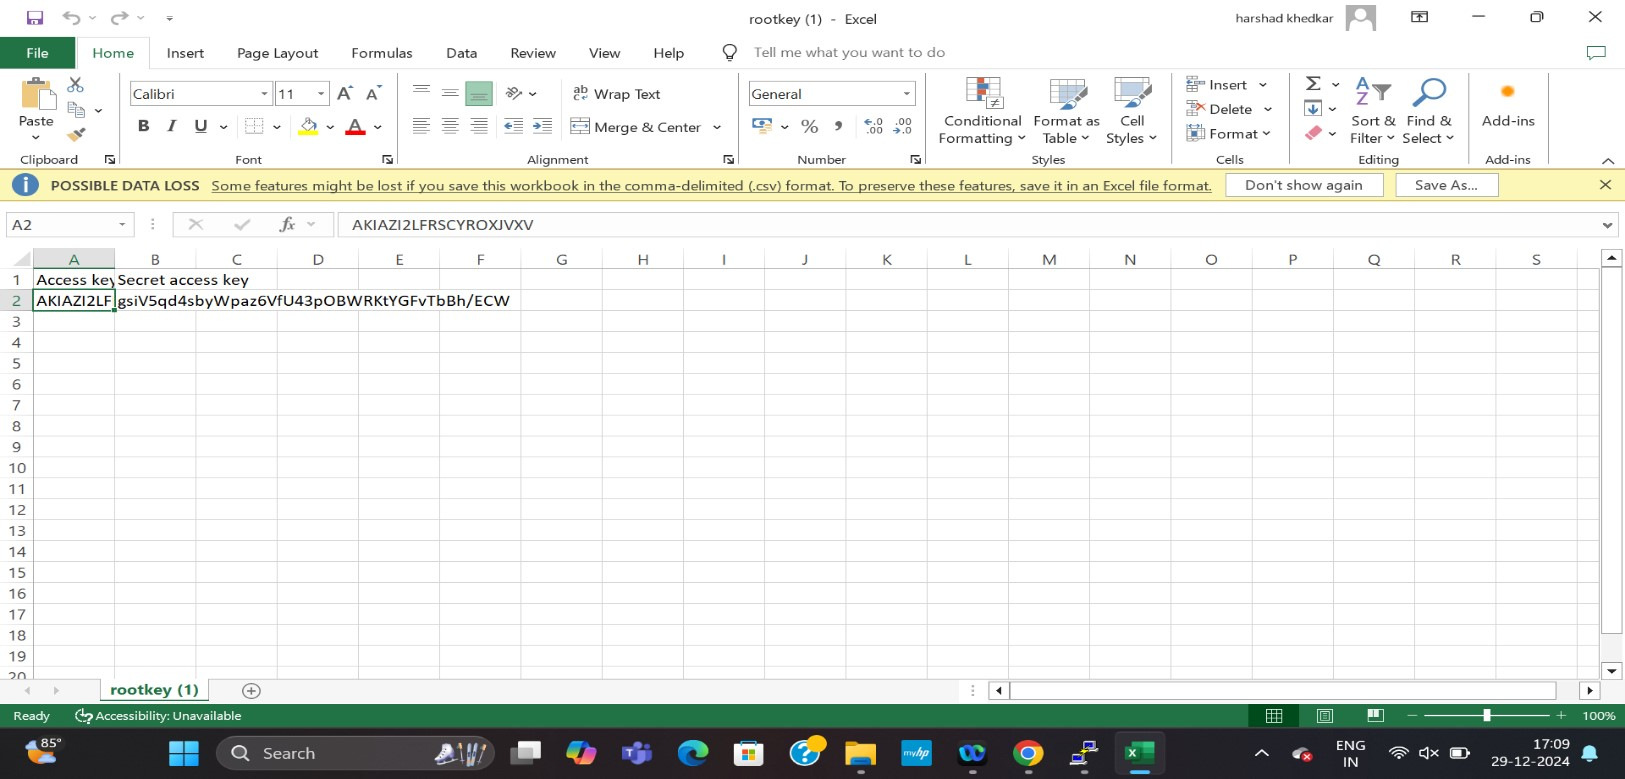 rootkey (1) - Excel
harshad khedkar
File Home Insert Page Layout Formulas Data Review View Help Tell me what you want to do
Paste
Clipboard
Calibri 11
A A
B I U A
Font
ab Wrap Text
Merge & Center
Alignment
General
% ,
Number
Conditional Formatting
Format as Table
Cell Styles
Styles
Insert
Delete
Format
Cells
Sort & Filter
Find & Select
Editing
Add-ins
Add-ins
POSSIBLE DATA LOSS Some features might be lost if you save this workbook in the comma-delimited (.csv) format. To preserve these features, save it in an Excel file format. Don't show again Save As...
A2 fx AKIAZI2LFRSCYROXJVXV
A B C D E F G H I J K L M N O P Q R S
1 Access key Secret access key
2 AKIAZI2LF 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
3
4
5
6
7
8
9
10
11
12
13
14
15
16
17
18
19
20
rootkey (1)
Ready Accessibility: Unavailable 100%
85°
Search
myhp
ENG
IN
17:09
29-12-2024